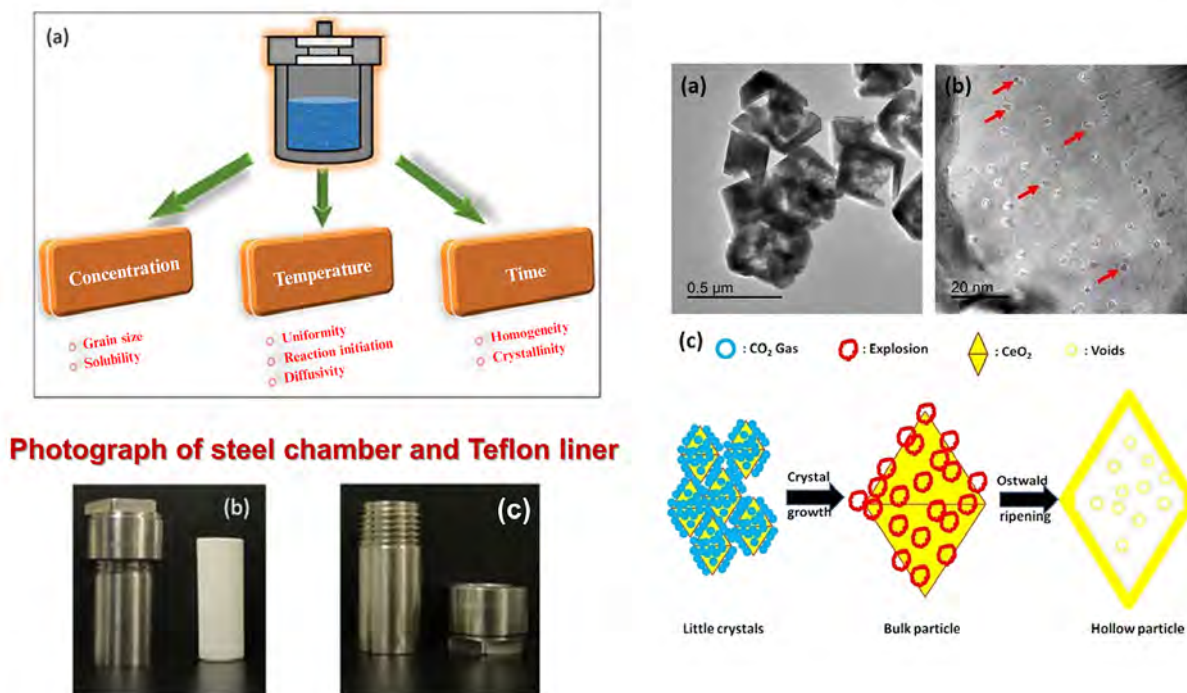 (a)
Concentration
Temperature
Time
Grain size
Solubility
Uniformity
Reaction initiation
Diffusivity
Homogeneity
Crystallinity
Photograph of steel chamber and Teflon liner
(b)
(c)
(a)
0.5 μm
(b)
20 nm
(c)
: CO₂ Gas
: Explosion
: CeO₂
: Voids
Crystal
growth
Ostwald
ripening
Little crystals
Bulk particle
Hollow particle